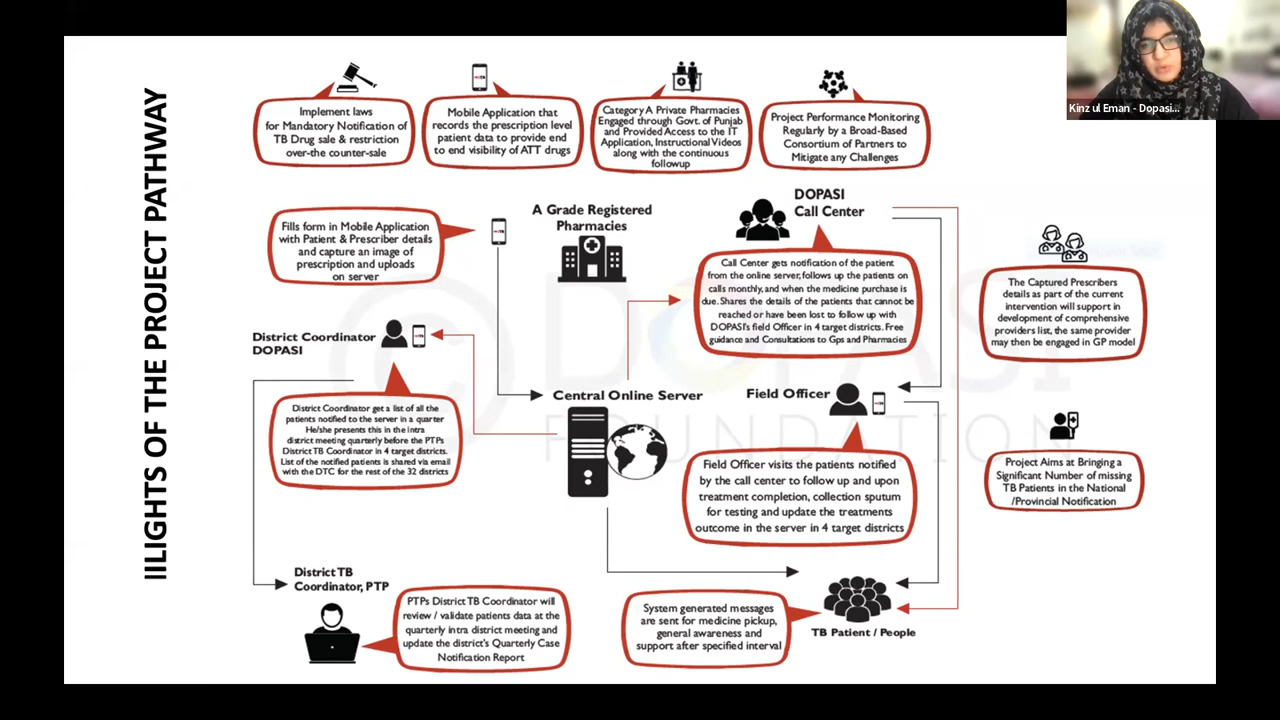 IILIGHTS OF THE PROJECT PATHWAY
Implement laws
for Mandatory Notification of
TB Drug sale & restriction
over-the counter-sale
Mobile Application that
records the prescription level
patient data to provide end
to end visibility of ATT drugs
Category A Private Pharmacies
Engaged through Govt. of Punjab
and Provided Access to the IT
Application, Instructional Videos
along with the continuous
followup
Project Performance Monitoring
Regularly by a Broad-Based
Consortium of Partners to
Mitigate any Challenges
Kinz ul Eman - Dopasi...
Fills form in Mobile Application
with Patient & Prescriber details
and capture an image of
prescription and uploads
on server
A Grade Registered
Pharmacies
DOPASI
Call Center
Call Center gets notification of the patient
from the online server, follows up the patients on
calls monthly, and when the medicine purchase is
due. Shares the details of the patients that cannot be
reached or have been lost to follow up with
DOPASI's field Officer in 4 target districts. Free
guidance and Consultations to Gps and Pharmacies
The Captured Prescribers
details as part of the current
intervention will support in
development of comprehensive
providers list, the same provider
may then be engaged in GP model
District Coordinator
DOPASI
District Coordinator get a list of all the
patients notified to the server in a quarter
He/she presents this in the intra
district meeting quarterly before the PTPs
District TB Coordinator in 4 target districts.
List of the notified patients is shared via email
with the DTC for the rest of the 32 districts
Central Online Server
Field Officer
Field Officer visits the patients notified
by the call center to follow up and upon
treatment completion, collection sputum
for testing and update the treatments
outcome in the server in 4 target districts
Project Aims at Bringing a
Significant Number of missing
TB Patients in the National
/Provincial Notification
District TB
Coordinator, PTP
PTPs District TB Coordinator will
review / validate patients data at the
quarterly intra district meeting and
update the district's Quarterly Case
Notification Report
System generated messages
are sent for medicine pickup,
general awareness and
support after specified interval
TB Patient / People
DOPASI
FOUNDATION